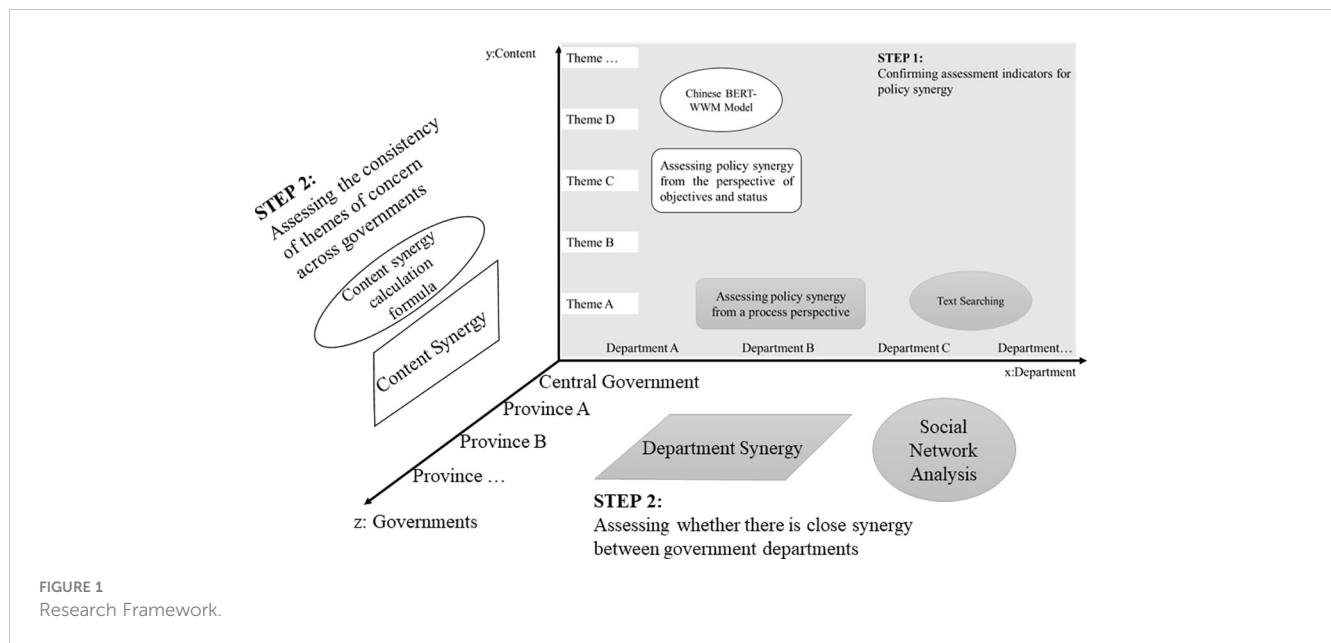 y:Content
Theme ...
Theme D
Theme C
Theme B
Theme A
STEP 1:
Confirming assessment indicators for
policy synergy
Chinese BERT-
WWM Model
Assessing policy synergy
from the perspective of
objectives and status
Assessing policy synergy
from a process perspective
Text Searching
Department A
Department B
Department C
Department...
x:Department
STEP 2:
Assessing the consistency
of themes of concern
across governments
Content synergy
calculation
formula
Content Synergy
Central Government
Province A
Province B
Province ...
z: Governments
Department Synergy
Social
Network
Analysis
STEP 2:
Assessing whether there is close synergy
between government departments
FIGURE 1
Research Framework.